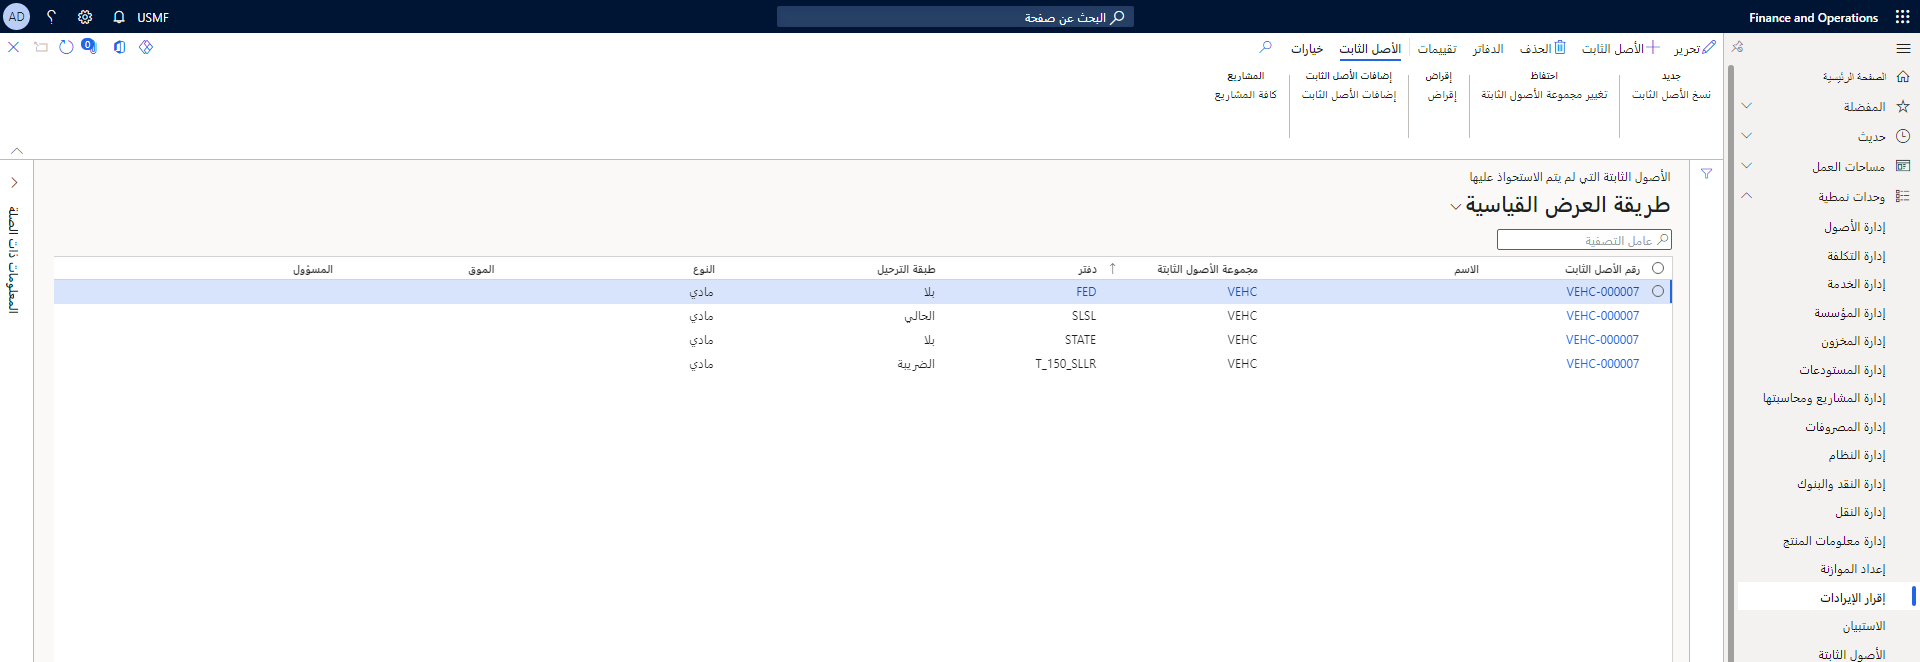 Finance and Operations
البحث عن صفحة
USMF
AD
تحرير
الأصل الثابت
الحذف
الدفاتر
تقييمات
الأصل الثابت
خيارات
0
جديد
نسخ الأصل الثابت
احتفاظ
تغيير مجموعة الأصول الثابتة
إقراض
إقراض
إضافات الأصل الثابت
إضافات الأصل الثابت
المشاريع
كافة المشاريع
الصفحة الرئيسية
المفضلة
حديث
مساحات العمل
وحدات نمطية
إدارة الأصول
إدارة التكلفة
إدارة الخدمة
إدارة المؤسسة
إدارة المخزون
إدارة المستودعات
إدارة المشاريع ومحاسبتها
إدارة المصروفات
إدارة النظام
إدارة النقد والبنوك
إدارة النقل
إدارة معلومات المنتج
إعداد الموازنة
إقرار الإيرادات
الاستبيان
الأصول الثابتة
الأصول الثابتة التي لم يتم الاستحواذ عليها
طريقة العرض القياسية
عامل التصفية
رقم الأصل الثابت الاسم مجموعة الأصول الثابتة دفتر طبقة الترحيل النوع الموق المسؤول
VEHC-000007 VEHC FED بلا مادي
VEHC-000007 VEHC SLSL الحالي مادي
VEHC-000007 VEHC STATE بلا مادي
VEHC-000007 VEHC T_150_SLLR الضريبة مادي
المعلومات ذات الصلة